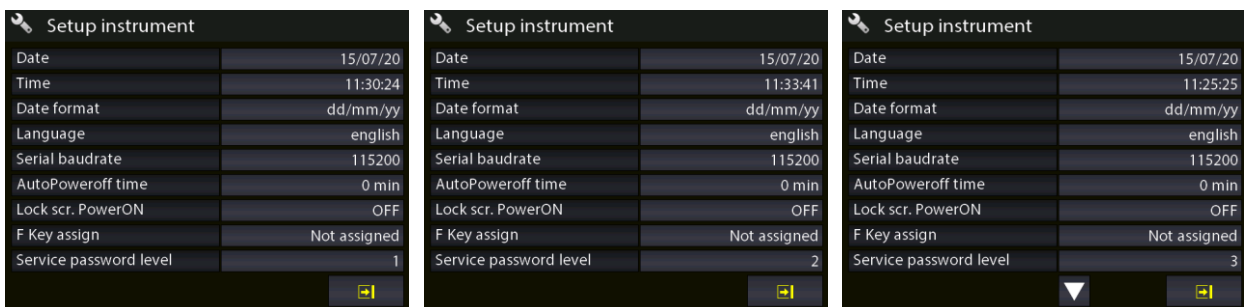 Setup instrument
Date 15/07/20
Time 11:30:24
Date format dd/mm/yy
Language english
Serial baudrate 115200
AutoPoweroff time 0 min
Lock scr. PowerON OFF
F Key assign Not assigned
Service password level 1
Setup instrument
Date 15/07/20
Time 11:33:41
Date format dd/mm/yy
Language english
Serial baudrate 115200
AutoPoweroff time 0 min
Lock scr. PowerON OFF
F Key assign Not assigned
Service password level 2
Setup instrument
Date 15/07/20
Time 11:25:25
Date format dd/mm/yy
Language english
Serial baudrate 115200
AutoPoweroff time 0 min
Lock scr. PowerON OFF
F Key assign Not assigned
Service password level 3